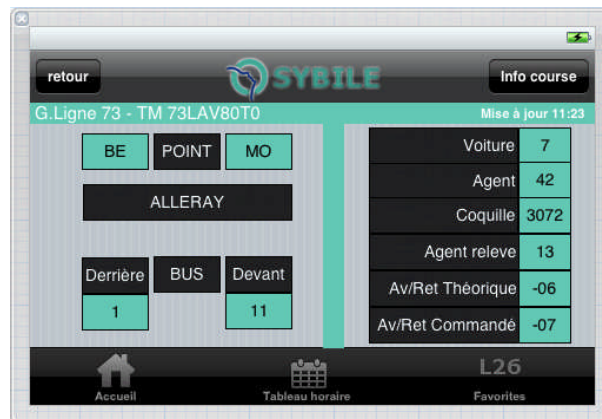 retour
SYBILE
Info course
G.Ligne 73 - TM 73LAV80T0
Mise à jour 11:23
BE POINT MO
ALLERAY
Derrière BUS Devant
1 11
Voiture 7
Agent 42
Coquille 3072
Agent releve 13
Av/Ret Théorique -06
Av/Ret Commandé -07
Accueil
Tableau horaire
L26
Favorites